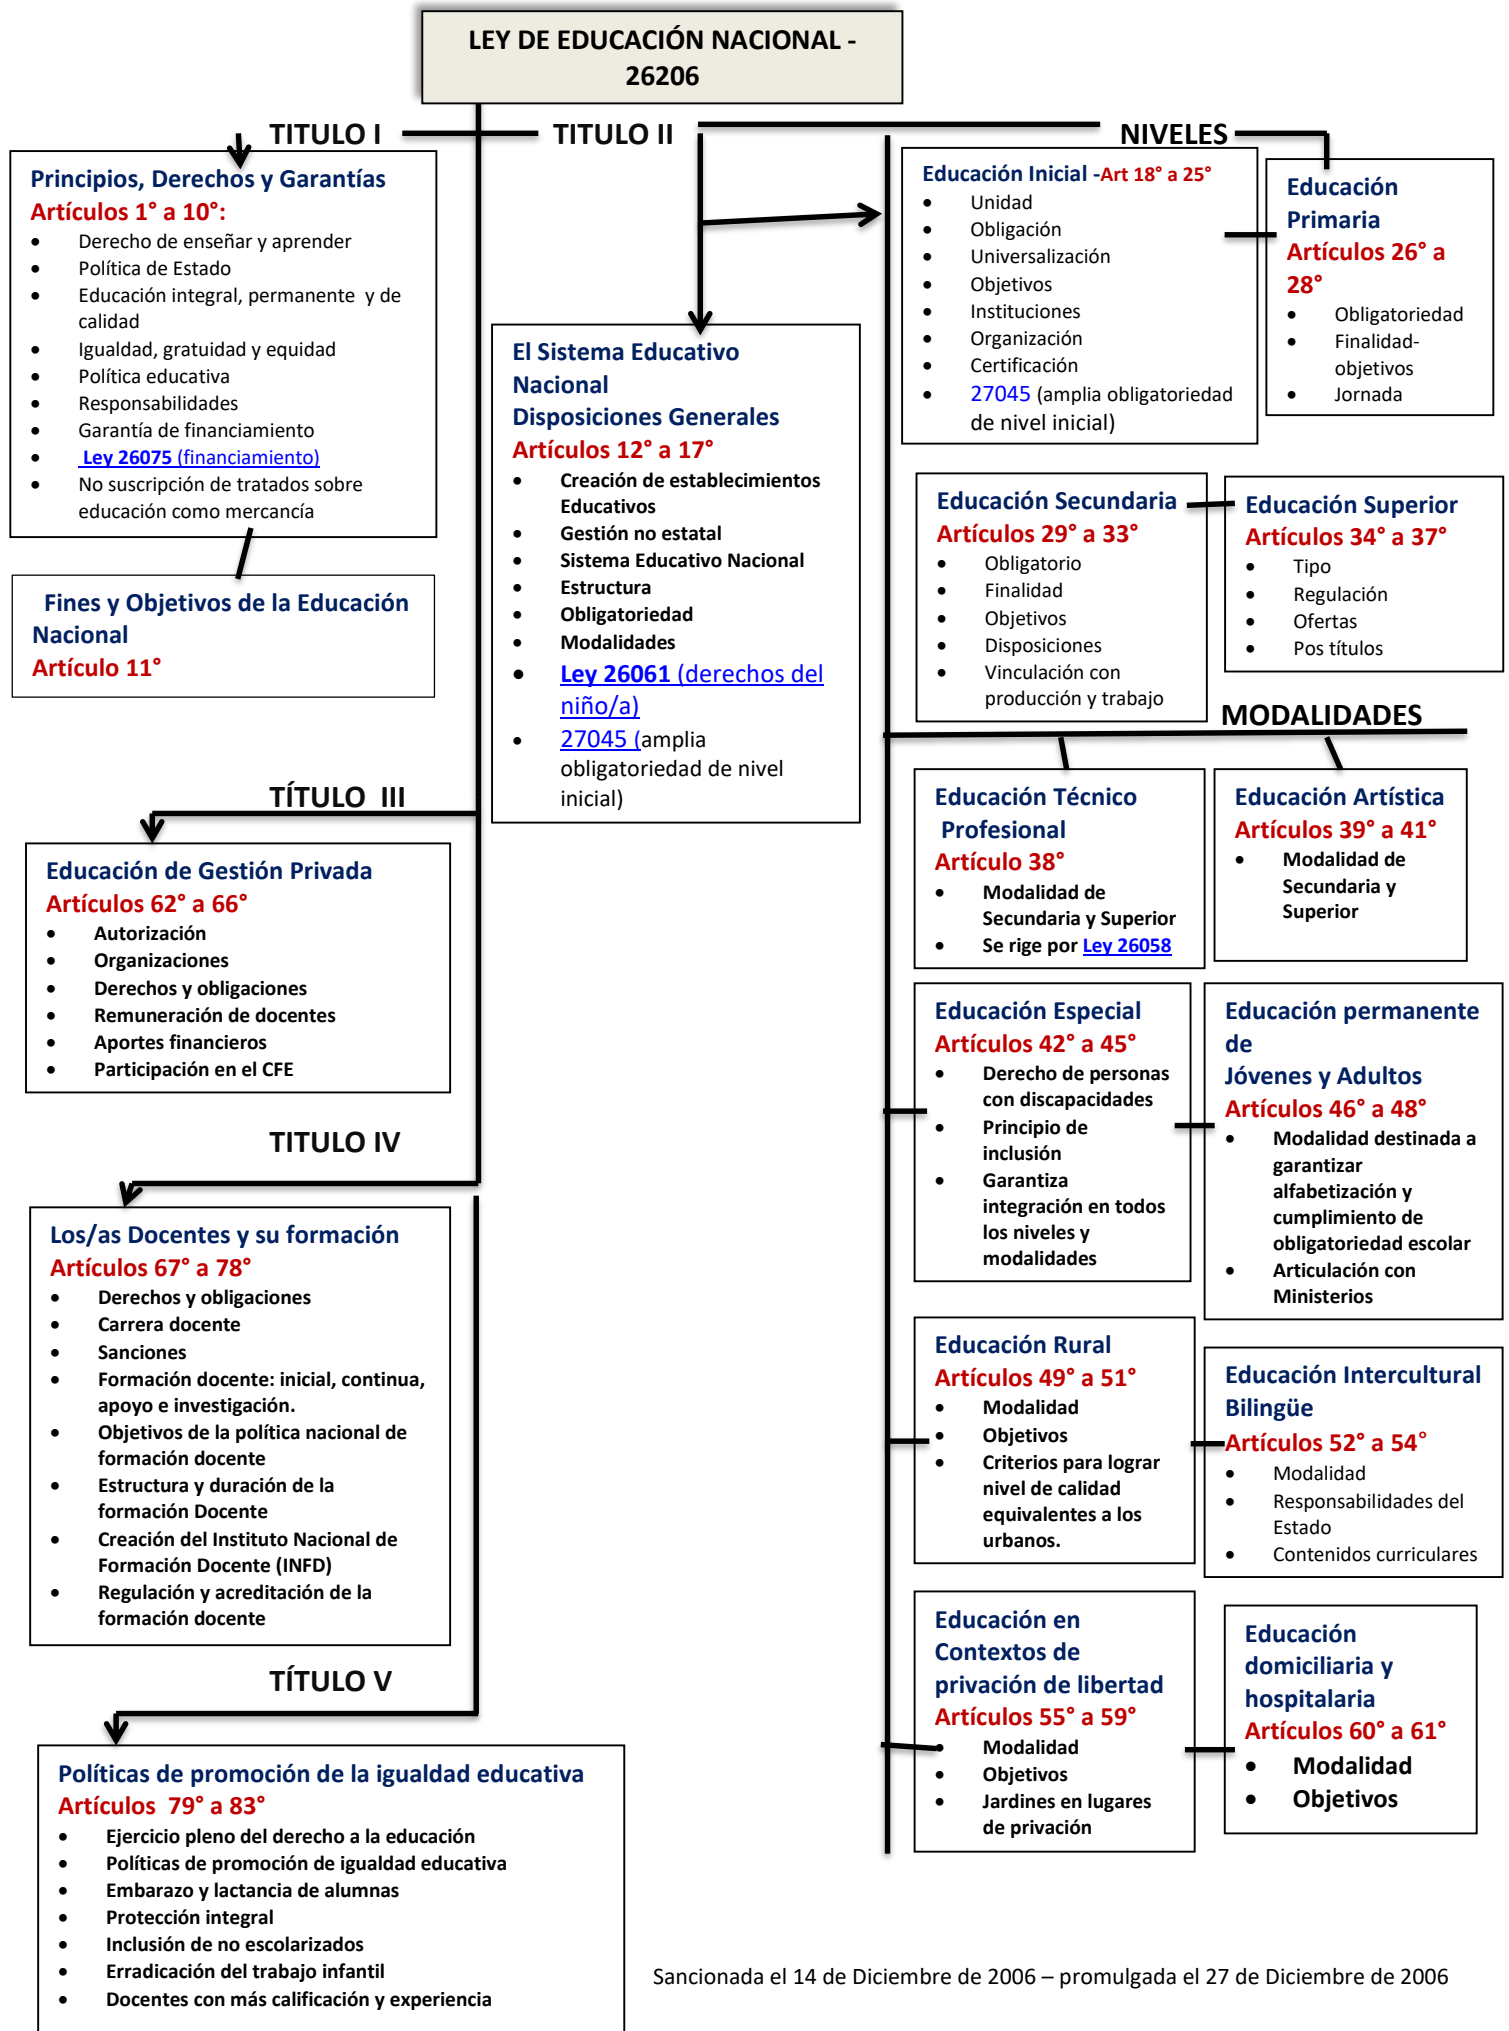 LEY DE EDUCACIÓN NACIONAL -
26206
TITULO I
Principios, Derechos y Garantías
Artículos 1° a 10°:
• Derecho de enseñar y aprender
• Política de Estado
• Educación integral, permanente y de
calidad
• Igualdad, gratuidad y equidad
• Política educativa
• Responsabilidades
• Garantía de financiamiento
• Ley 26075 (financiamiento)
• No suscripción de tratados sobre
educación como mercancía
Fines y Objetivos de la Educación
Nacional
Artículo 11°
TITULO II
El Sistema Educativo
Nacional
Disposiciones Generales
Artículos 12° a 17°
• Creación de establecimientos
Educativos
• Gestión no estatal
• Sistema Educativo Nacional
• Estructura
• Obligatoriedad
• Modalidades
• Ley 26061 (derechos del
niño/a)
• 27045 (amplia
obligatoriedad de nivel
inicial)
NIVELES
Educación Inicial -Art 18° a 25°
• Unidad
• Obligación
• Universalización
• Objetivos
• Instituciones
• Organización
• Certificación
• 27045 (amplia obligatoriedad
de nivel inicial)
Educación
Primaria
Artículos 26° a
28°
• Obligatoriedad
• Finalidad-
objetivos
• Jornada
Educación Secundaria
Artículos 29° a 33°
• Obligatorio
• Finalidad
• Objetivos
• Disposiciones
• Vinculación con
producción y trabajo
Educación Superior
Artículos 34° a 37°
• Tipo
• Regulación
• Ofertas
• Pos títulos
MODALIDADES
Educación Técnico
Profesional
Artículo 38°
• Modalidad de
Secundaria y Superior
• Se rige por Ley 26058
Educación Artística
Artículos 39° a 41°
• Modalidad de
Secundaria y
Superior
Educación Especial
Artículos 42° a 45°
• Derecho de personas
con discapacidades
• Principio de
inclusión
• Garantiza
integración en todos
los niveles y
modalidades
Educación permanente
de
Jóvenes y Adultos
Artículos 46° a 48°
• Modalidad destinada a
garantizar
alfabetización y
cumplimiento de
obligatoriedad escolar
• Articulación con
Ministerios
Educación Rural
Artículos 49° a 51°
• Modalidad
• Objetivos
• Criterios para lograr
nivel de calidad
equivalentes a los
urbanos.
Educación Intercultural
Bilingüe
Artículos 52° a 54°
• Modalidad
• Responsabilidades del
Estado
• Contenidos curriculares
Educación en
Contextos de
privación de libertad
Artículos 55° a 59°
• Modalidad
• Objetivos
• Jardines en lugares
de privación
Educación
domiciliaria y
hospitalaria
Artículos 60° a 61°
• Modalidad
• Objetivos
TÍTULO III
Educación de Gestión Privada
Artículos 62° a 66°
• Autorización
• Organizaciones
• Derechos y obligaciones
• Remuneración de docentes
• Aportes financieros
• Participación en el CFE
TITULO IV
Los/as Docentes y su formación
Artículos 67° a 78°
• Derechos y obligaciones
• Carrera docente
• Sanciones
• Formación docente: inicial, continua,
apoyo e investigación.
• Objetivos de la política nacional de
formación docente
• Estructura y duración de la
formación Docente
• Creación del Instituto Nacional de
Formación Docente (INFD)
• Regulación y acreditación de la
formación docente
TÍTULO V
Políticas de promoción de la igualdad educativa
Artículos 79° a 83°
• Ejercicio pleno del derecho a la educación
• Políticas de promoción de igualdad educativa
• Embarazo y lactancia de alumnas
• Protección integral
• Inclusión de no escolarizados
• Erradicación del trabajo infantil
• Docentes con más calificación y experiencia
Sancionada el 14 de Diciembre de 2006 – promulgada el 27 de Diciembre de 2006